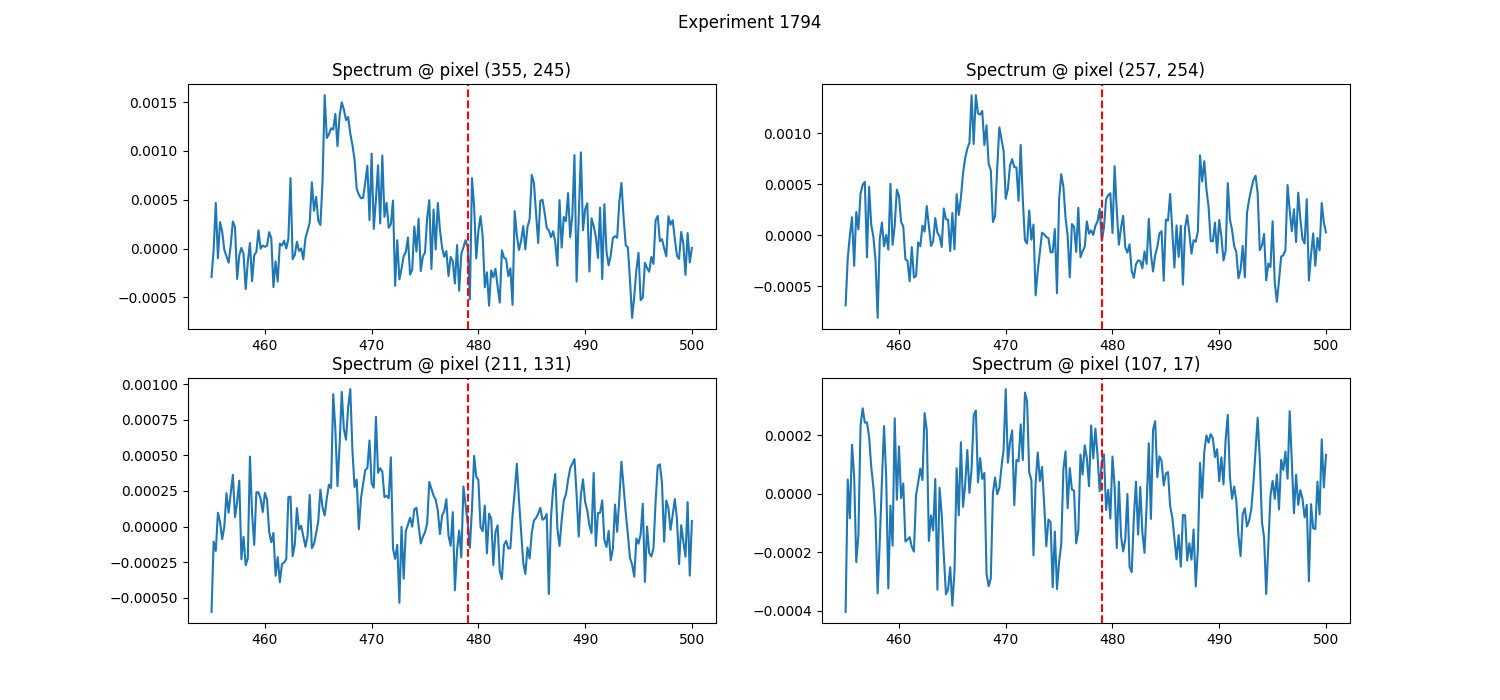 Experiment 1794
Spectrum @ pixel (355, 245)
0.0015
0.0010
0.0005
0.0000
−0.0005
460 470 480 490 500
Spectrum @ pixel (257, 254)
0.0010
0.0005
0.0000
−0.0005
460 470 480 490 500
Spectrum @ pixel (211, 131)
0.00100
0.00075
0.00050
0.00025
0.00000
−0.00025
−0.00050
460 470 480 490 500
Spectrum @ pixel (107, 17)
0.0002
0.0000
−0.0002
−0.0004
460 470 480 490 500